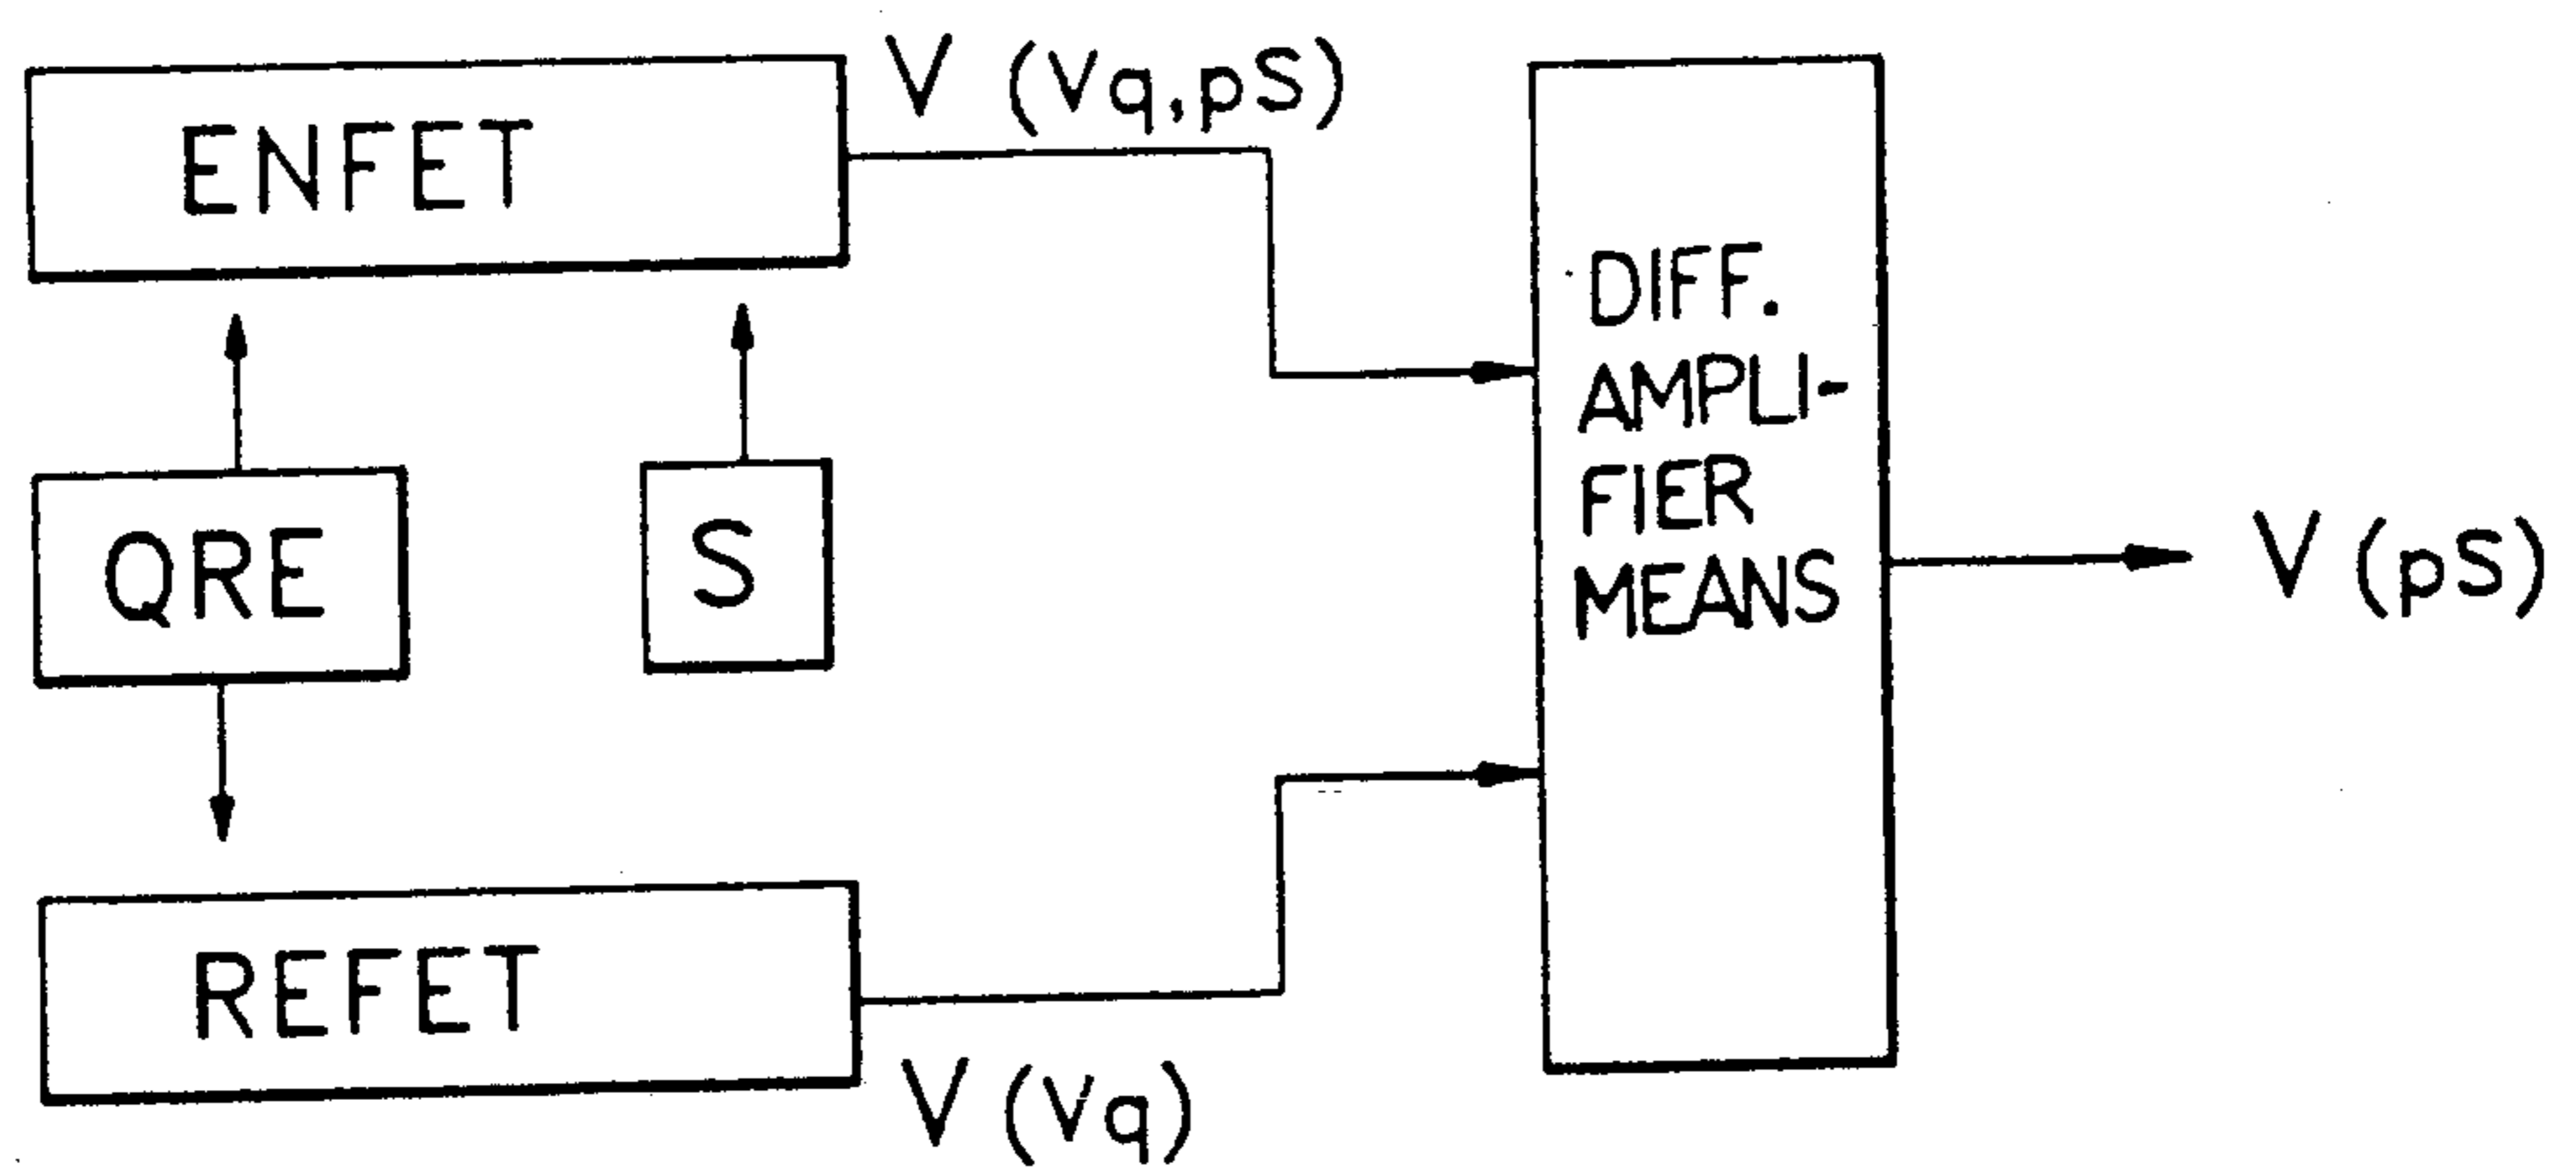 ENFET
V (Vq,pS)
QRE
S
REFET
V (Vq)
DIFF.
AMPLI-
FIER
MEANS
V (pS)